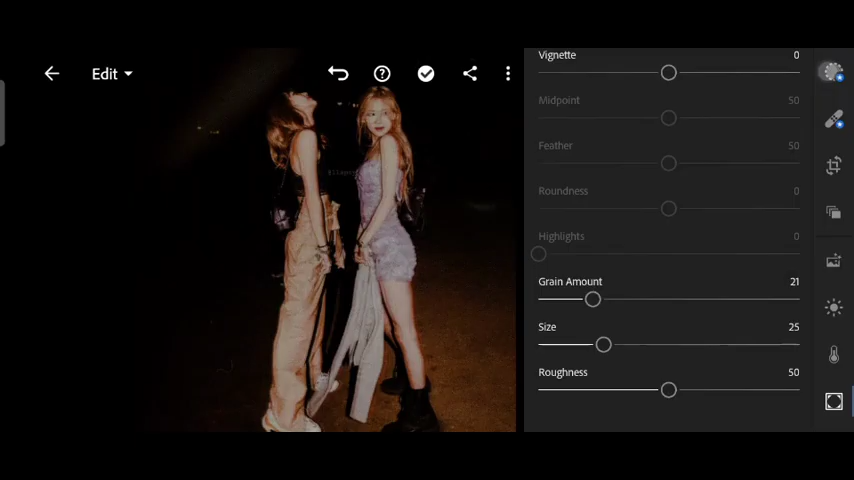 Edit
Vignette 0
Midpoint 50
Feather 50
Roundness 0
Highlights 0
Grain Amount 21
Size 25
Roughness 50